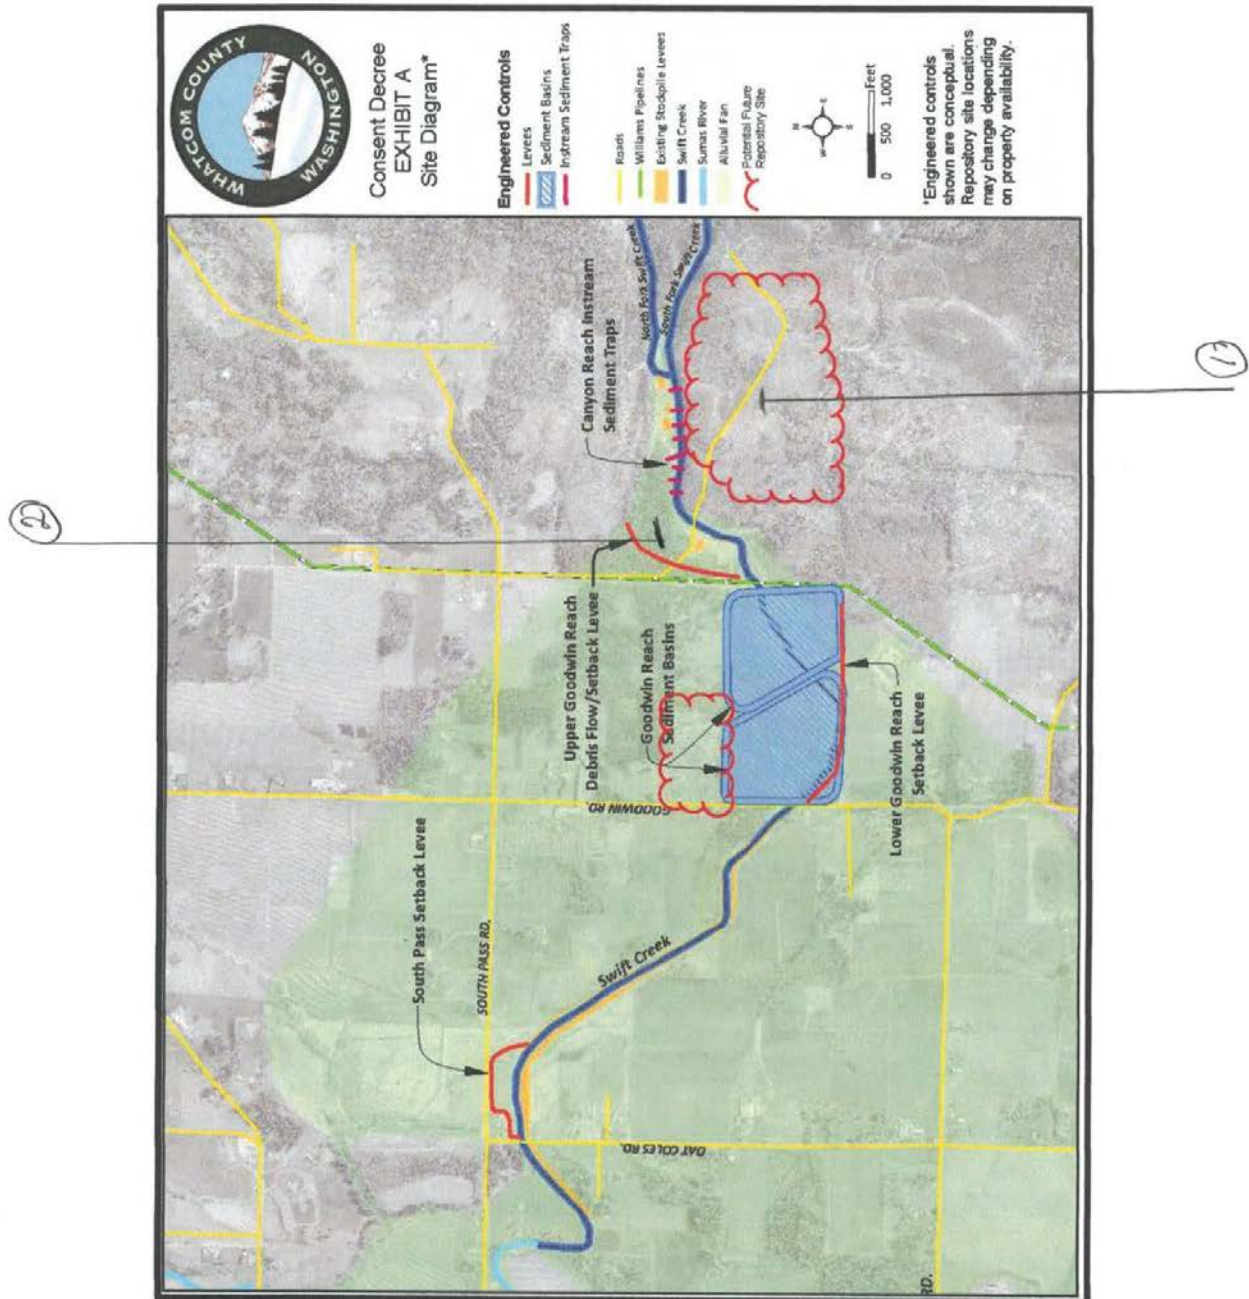 WHATCOM COUNTY
WASHINGTON
Consent Decree
EXHIBIT A
Site Diagram*
Engineered Controls
Levees
Sediment Basins
Instream Sediment Traps
Roads
Williams Pipelines
Existing Stockpile Levees
Swift Creek
Sumas River
Alluvial Fan
Potential Future
Repository Site
N
W
E
S
Feet
0 500 1,000
*Engineered controls
shown are conceptual.
Repository site locations
may change depending
on property availability.
North Fork Swift Creek
South Fork Swift Creek
Canyon Reach Instream
Sediment Traps
Upper Goodwin Reach
Debris Flow/Setback Levee
Goodwin Reach
Sediment Basins
Lower Goodwin Reach
Setback Levee
GOODWIN RD.
South Pass Setback Levee
SOUTH PASS RD.
Swift Creek
OAT COLES RD.
RD.
2